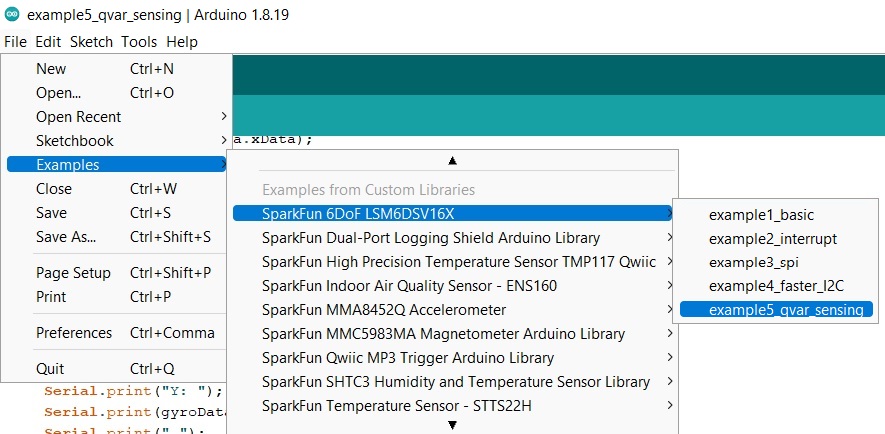 example5_qvar_sensing | Arduino 1.8.19
File Edit Sketch Tools Help
New Ctrl+N
Open... Ctrl+O
Open Recent
Sketchbook
Examples
Close Ctrl+W
Save Ctrl+S
Save As... Ctrl+Shift+S
Page Setup Ctrl+Shift+P
Print Ctrl+P
Preferences Ctrl+Comma
Quit Ctrl+Q
a.xData);
Examples from Custom Libraries
SparkFun 6DoF LSM6DSV16X
SparkFun Dual-Port Logging Shield Arduino Library
SparkFun High Precision Temperature Sensor TMP117 Qwiic
SparkFun Indoor Air Quality Sensor - ENS160
SparkFun MMA8452Q Accelerometer
SparkFun MMC5983MA Magnetometer Arduino Library
SparkFun Qwiic MP3 Trigger Arduino Library
SparkFun SHTC3 Humidity and Temperature Sensor Library
SparkFun Temperature Sensor - STTS22H
example1_basic
example2_interrupt
example3_spi
example4_faster_I2C
example5_qvar_sensing
Serial.print("Y: ");
Serial.print(gyroData
Serial.print(" ");